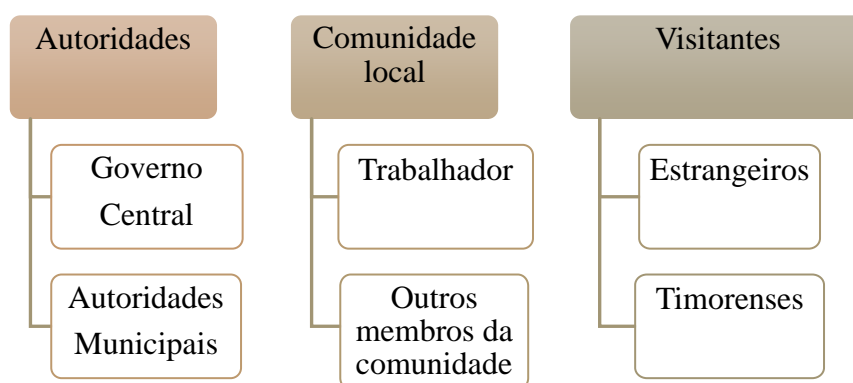 Autoridades
Governo
Central
Autoridades
Municipais
Comunidade
local
Trabalhador
Outros
membros da
comunidade
Visitantes
Estrangeiros
Timorenses